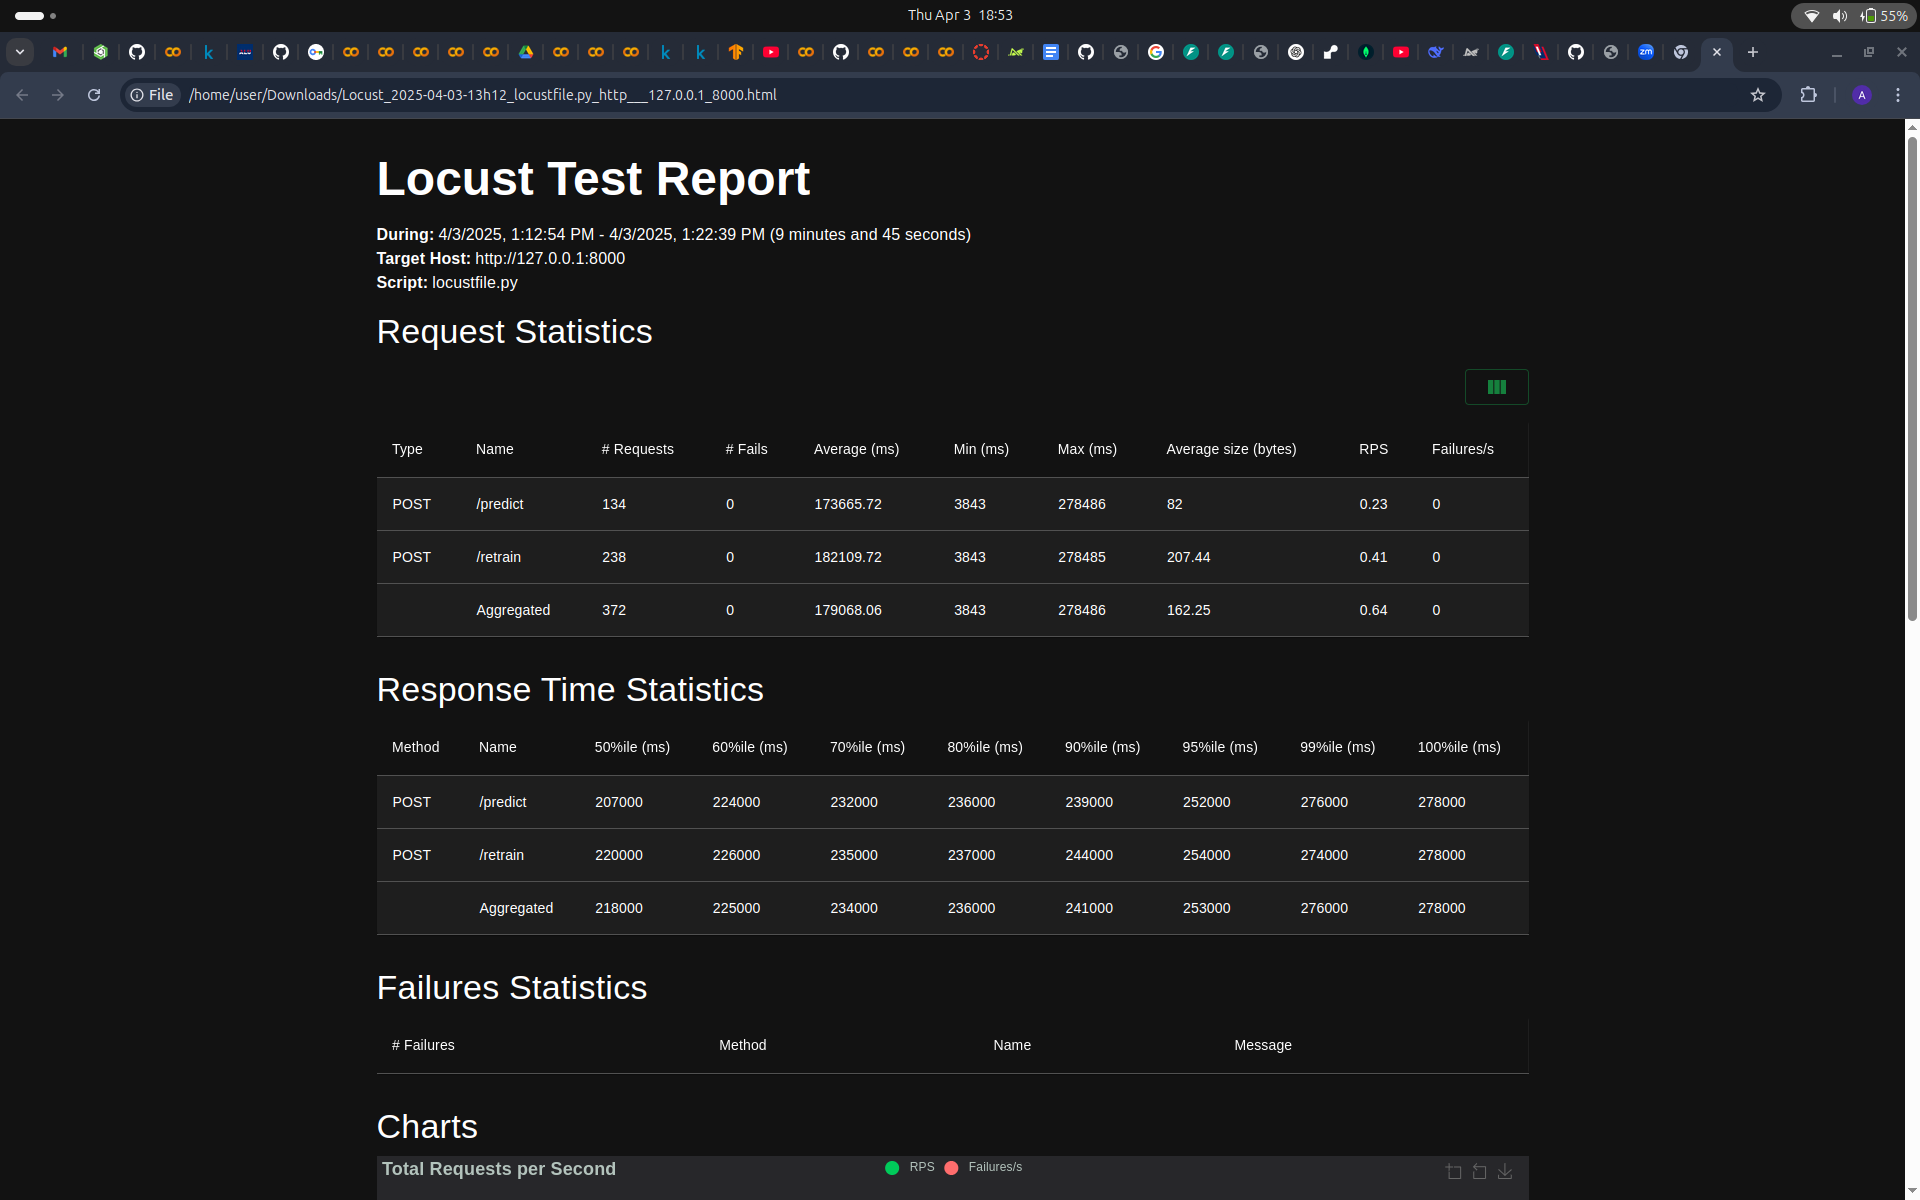 Thu Apr 3 18:53
55%
File /home/user/Downloads/Locust_2025-04-03-13h12_locustfile.py_http___127.0.0.1_8000.html
A
Locust Test Report
During: 4/3/2025, 1:12:54 PM - 4/3/2025, 1:22:39 PM (9 minutes and 45 seconds)
Target Host: http://127.0.0.1:8000
Script: locustfile.py
Request Statistics
Type Name # Requests # Fails Average (ms) Min (ms) Max (ms) Average size (bytes) RPS Failures/s
POST /predict 134 0 173665.72 3843 278486 82 0.23 0
POST /retrain 238 0 182109.72 3843 278485 207.44 0.41 0
Aggregated 372 0 179068.06 3843 278486 162.25 0.64 0
Response Time Statistics
Method Name 50%ile (ms) 60%ile (ms) 70%ile (ms) 80%ile (ms) 90%ile (ms) 95%ile (ms) 99%ile (ms) 100%ile (ms)
POST /predict 207000 224000 232000 236000 239000 252000 276000 278000
POST /retrain 220000 226000 235000 237000 244000 254000 274000 278000
Aggregated 218000 225000 234000 236000 241000 253000 276000 278000
Failures Statistics
# Failures Method Name Message
Charts
Total Requests per Second RPS Failures/s